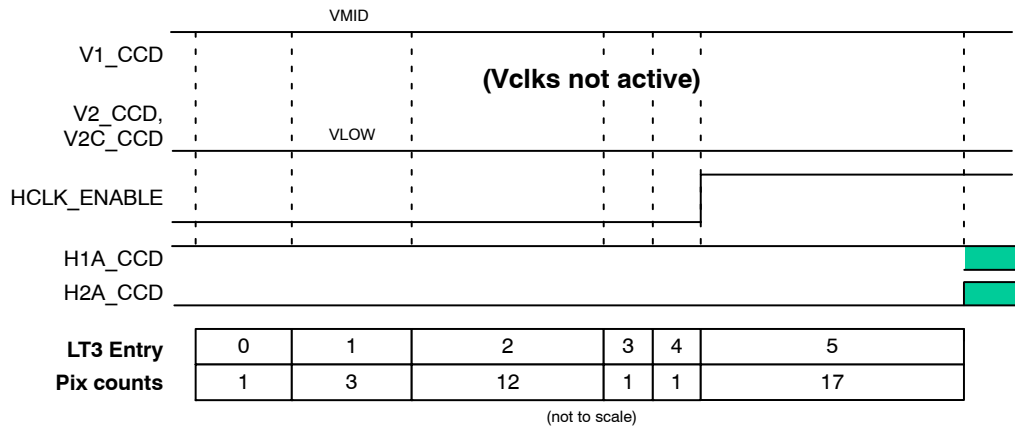 VMID
V1_CCD
(Vclks not active)
V2_CCD,
V2C_CCD
VLOW
HCLK_ENABLE
H1A_CCD
H2A_CCD
LT3 Entry 0 1 2 3 4 5
Pix counts 1 3 12 1 1 17
(not to scale)